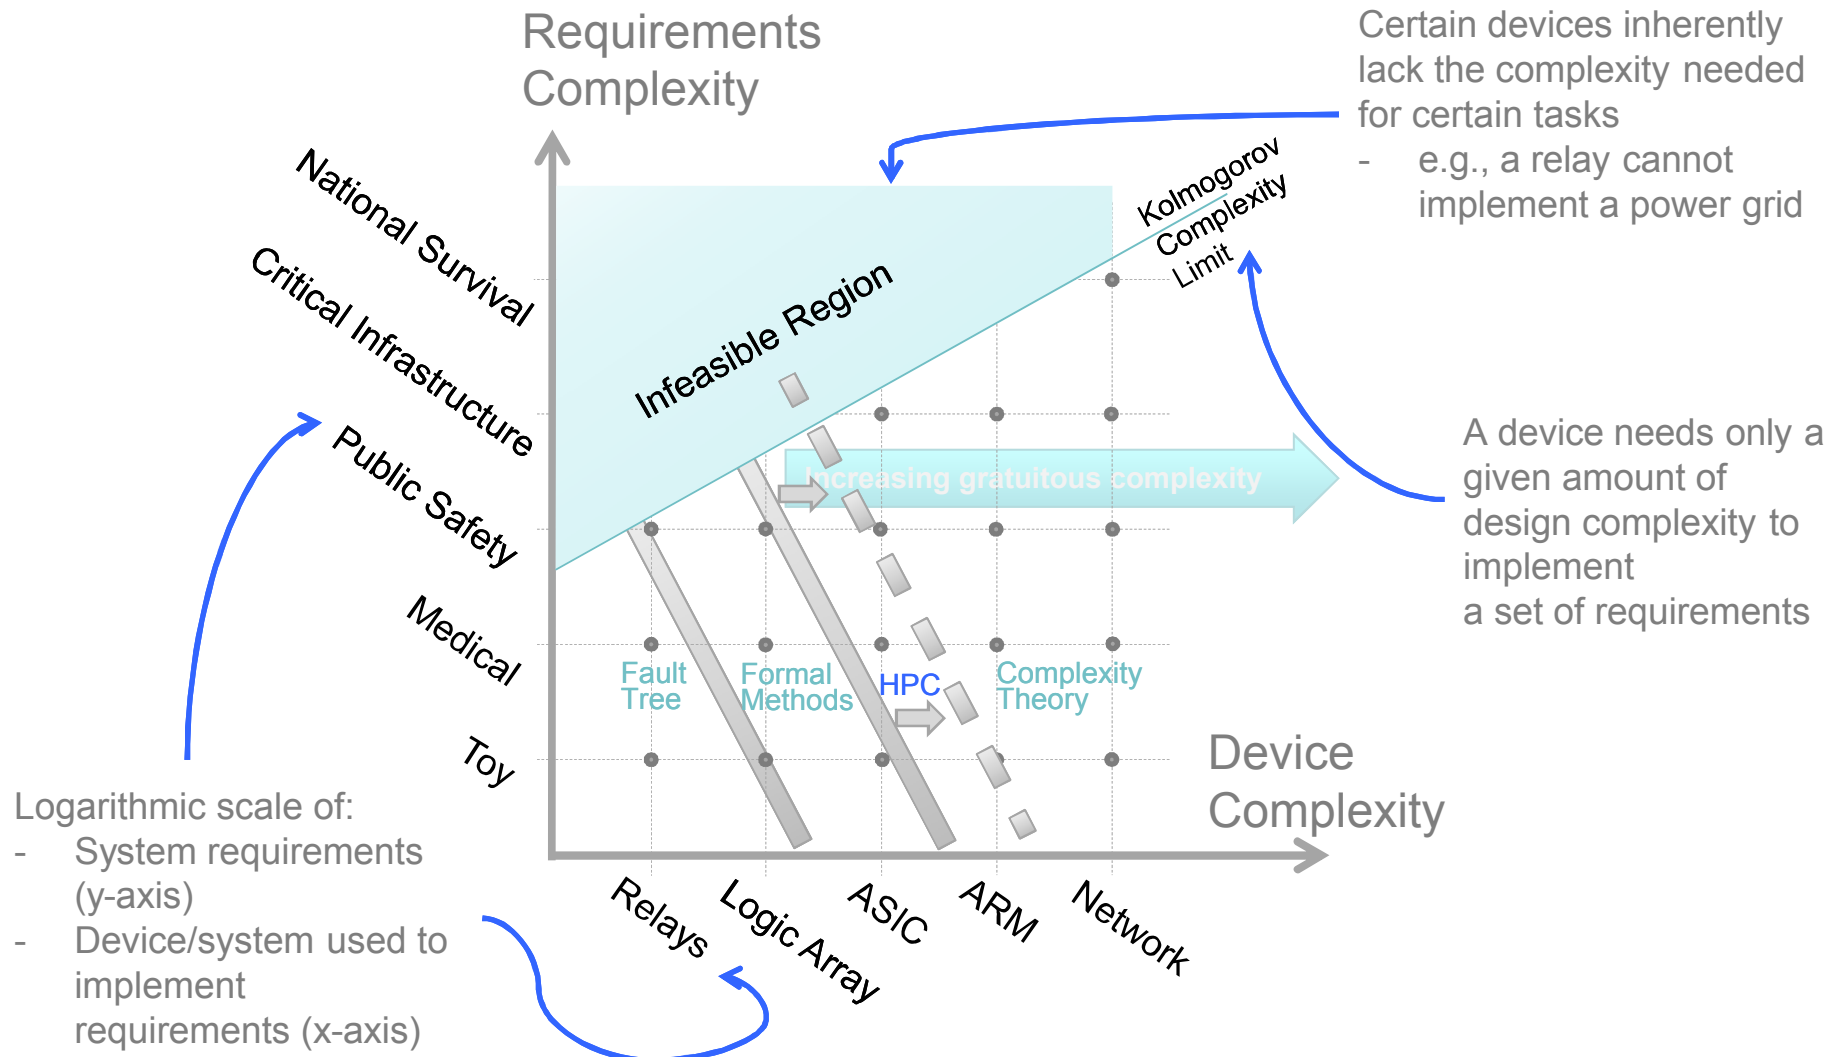 Requirements
Complexity
Certain devices inherently
lack the complexity needed
for certain tasks
- e.g., a relay cannot
implement a power grid
National Survival
Critical Infrastructure
Public Safety
Medical
Toy
Kolmogorov
Complexity
Limit
Infeasible Region
Increasing gratuitous complexity
A device needs only a
given amount of
design complexity to
implement
a set of requirements
Fault
Tree
Formal
Methods
HPC
Complexity
Theory
Device
Complexity
Logarithmic scale of:
- System requirements
(y-axis)
- Device/system used to
implement
requirements (x-axis)
Relays
Logic Array
ASIC
ARM
Network